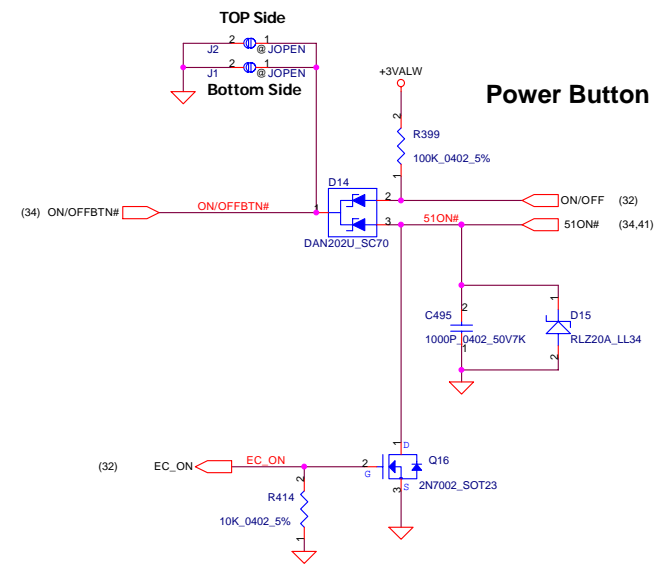 TOP Side
2 1
J2 @JOPEN
2 1
J1 @JOPEN
Bottom Side
+3VALW
Power Button
2
R399
100K_0402_5%
1
D14
2 ON/OFF (32)
(34) ON/OFFBTN# ON/OFFBTN# 1
3 51ON# 51ON# (34,41)
DAN202U_SC70
2 1
C495 D15
1000P_0402_50V7K RLZ20A_LL34
1 2
1 D
(32) EC_ON EC_ON 2 Q16
G
2N7002_SOT23
2 3 S
R414
10K_0402_5%
1